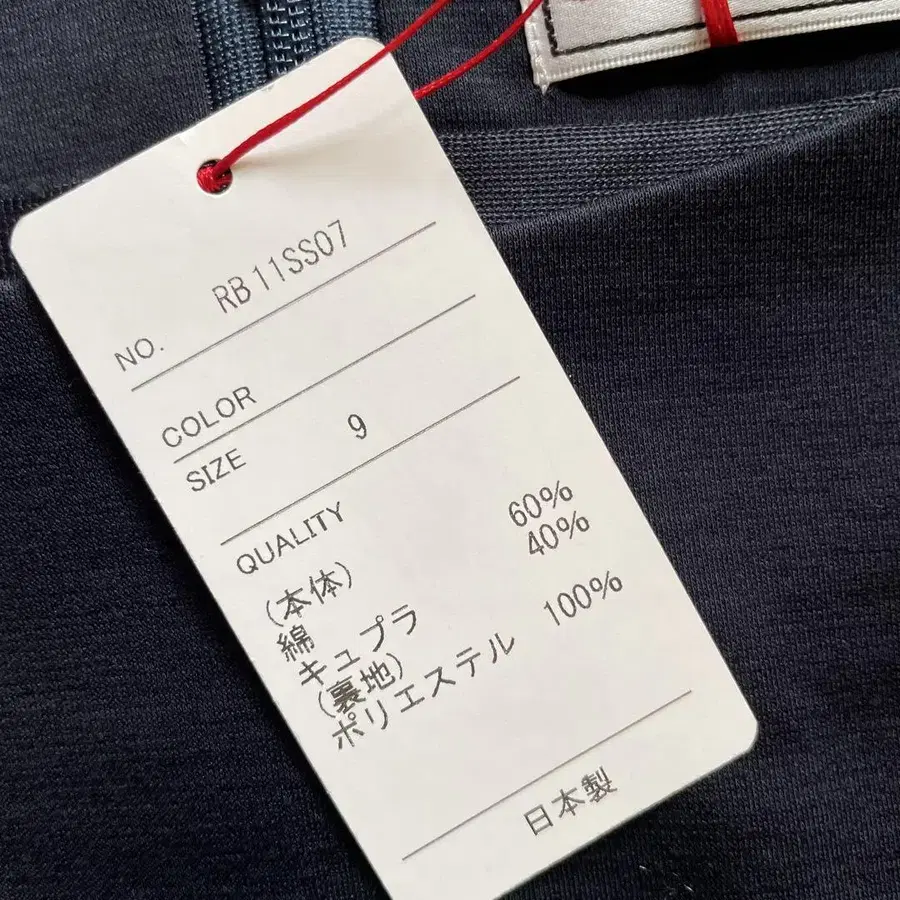 NO. RB11SS07
COLOR
SIZE 9
QUALITY
(本体)
綿 60%
キュプラ 40%
(裏地)
ポリエステル 100%
日本製